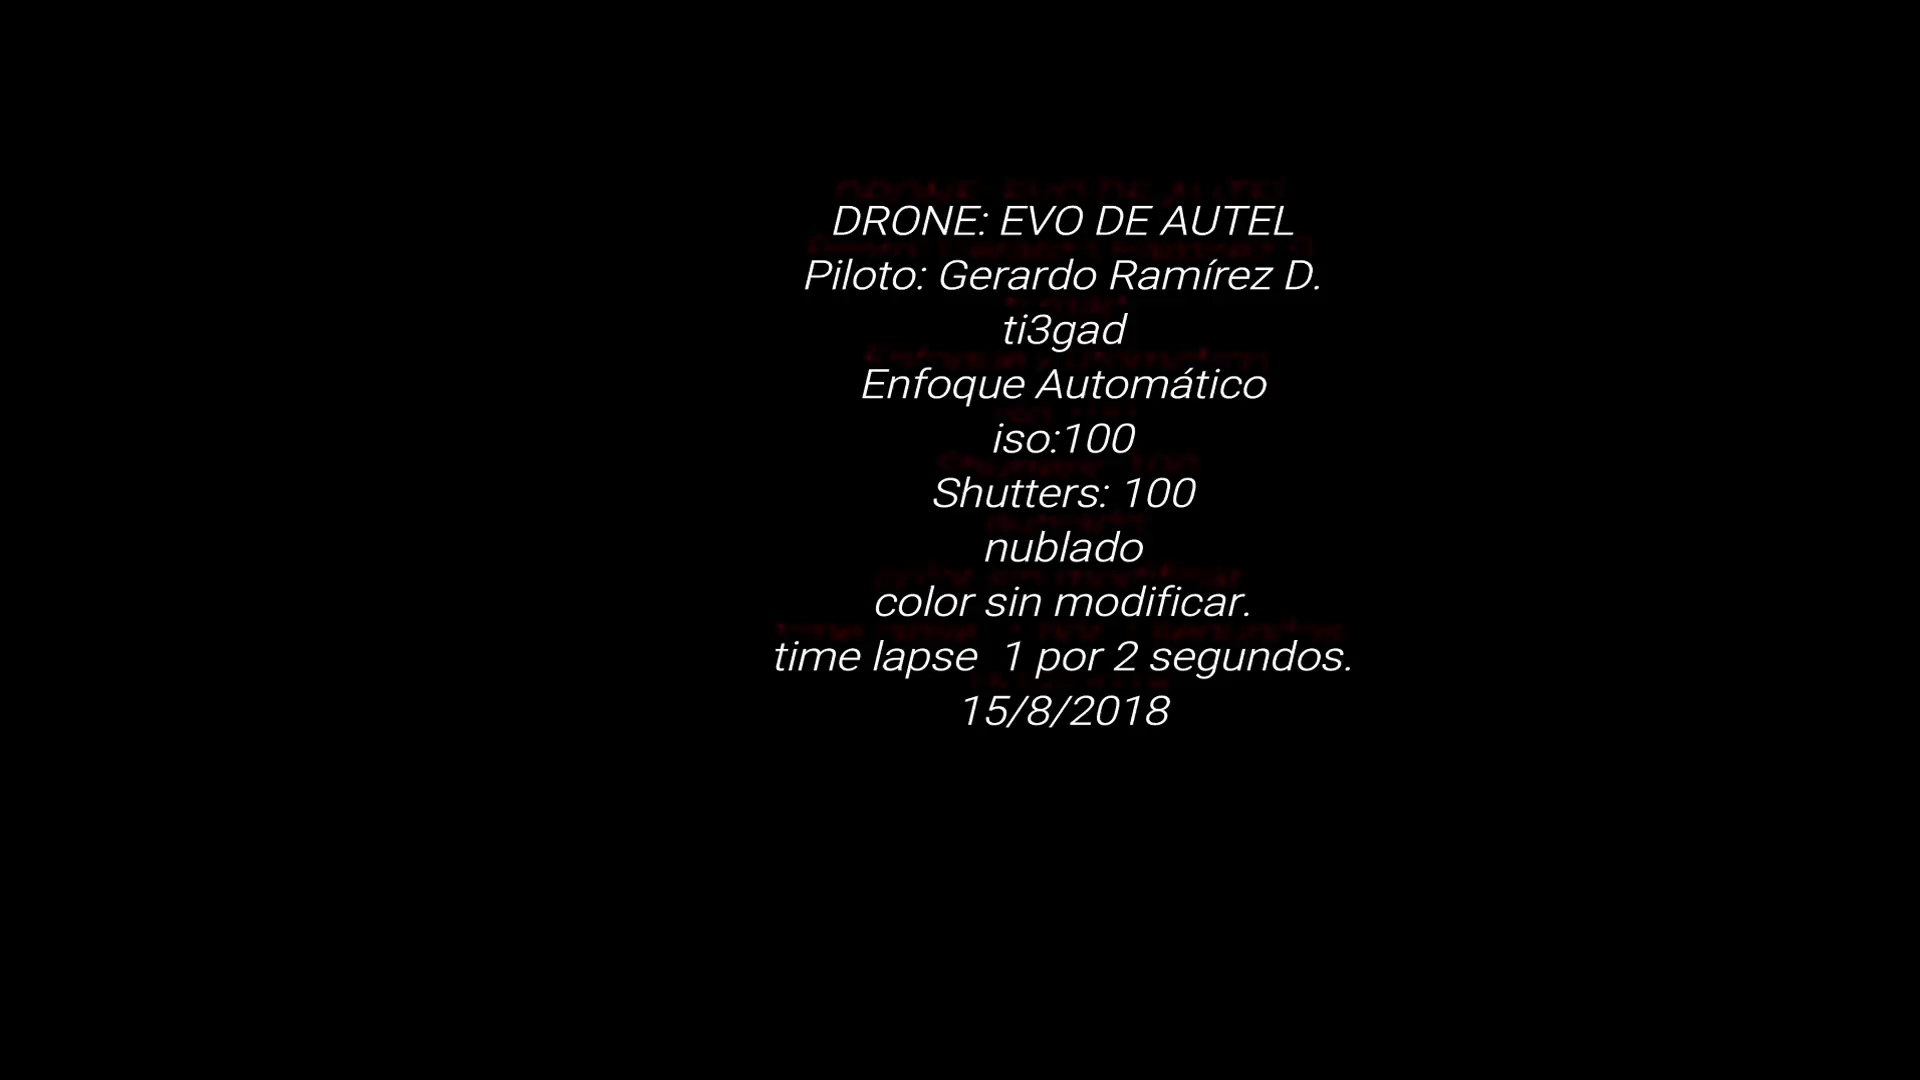 DRONE: EVO DE AUTEL
Piloto: Gerardo Ramírez D.
ti3gad
Enfoque Automático
iso:100
Shutters: 100
nublado
color sin modificar.
time lapse  1 por 2 segundos.
15/8/2018